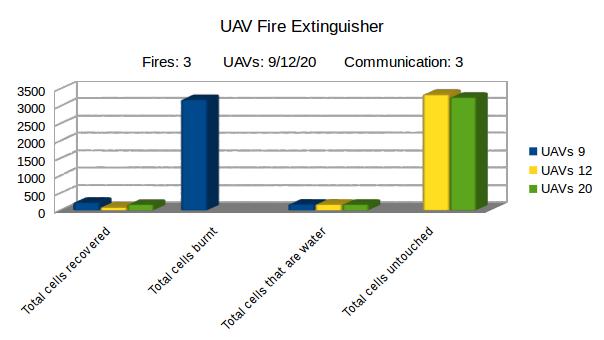 UAV Fire Extinguisher
Fires: 3 UAVs: 9/12/20 Communication: 3
3500
3000
2500
2000
1500
1000
500
0
UAVs 9
UAVs 12
UAVs 20
Total cells recovered
Total cells burnt
Total cells that are water
Total cells untouched